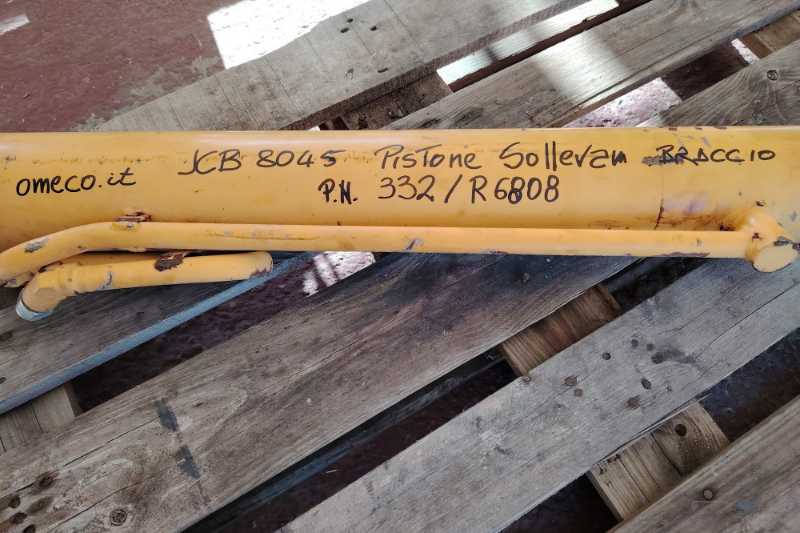 omeco.it
JCB 8045 Pistone Sollevam BRACCIO
P.N. 332/R6808